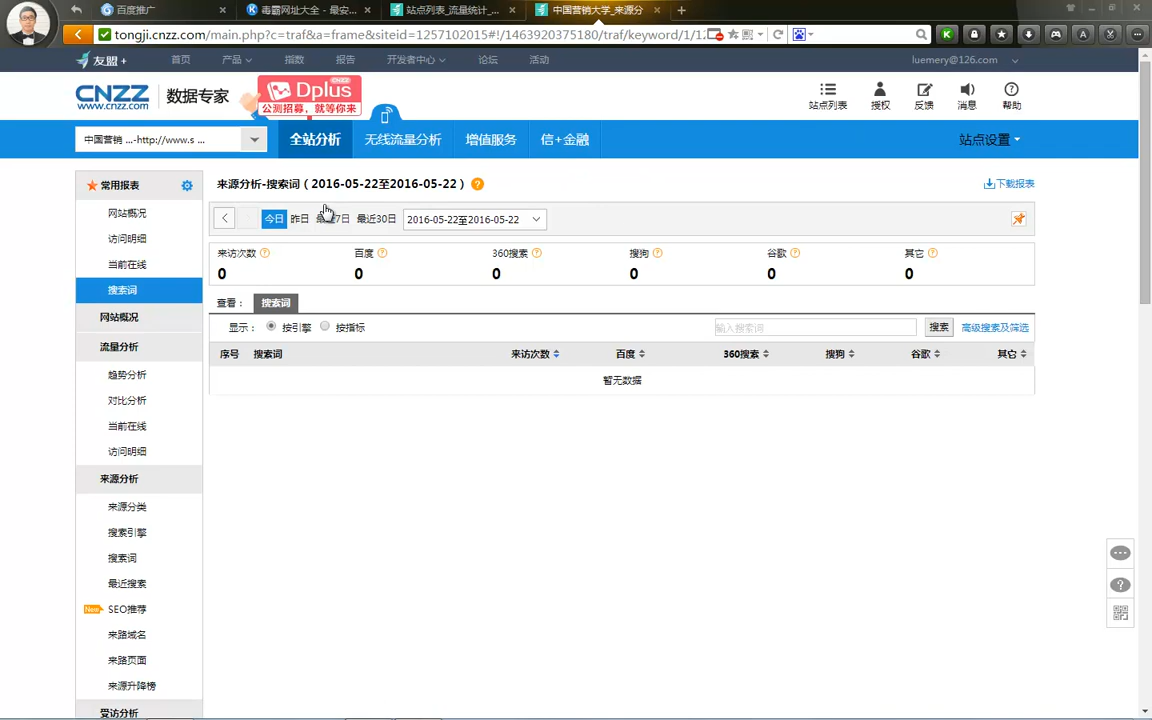 百度推广
毒霸网址大全 - 最安...
站点列表_流量统计_...
中国营销大学_来源分
tongji.cnzz.com/main.php?c=traf&a=frame&siteid=1257102015#!/1463920375180/traf/keyword/1/12
友盟+
首页
产品
指数
报告
开发者中心
论坛
活动
luemery@126.com
CNZZ
www.cnzz.com
数据专家
Dplus
公测招募，就等你来
站点列表
授权
反馈
消息
帮助
中国营销 ...-http://www.s ...
全站分析
无线流量分析
增值服务
信+金融
站点设置
常用报表
网站概况
访问明细
当前在线
搜索词
网站概况
流量分析
趋势分析
对比分析
当前在线
访问明细
来源分析
来源分类
搜索引擎
搜索词
最近搜索
New SEO推荐
来路域名
来路页面
来源升降榜
受访分析
来源分析-搜索词（2016-05-22至2016-05-22）
下载报表
今日 昨日 最近7日 最近30日 2016-05-22至2016-05-22
来访次数 百度 360搜索 搜狗 谷歌 其它
0 0 0 0 0 0
查看： 搜索词
显示： 按引擎 按指标 输入搜索词 搜索 高级搜索及筛选
序号 搜索词 来访次数 百度 360搜索 搜狗 谷歌 其它
暂无数据